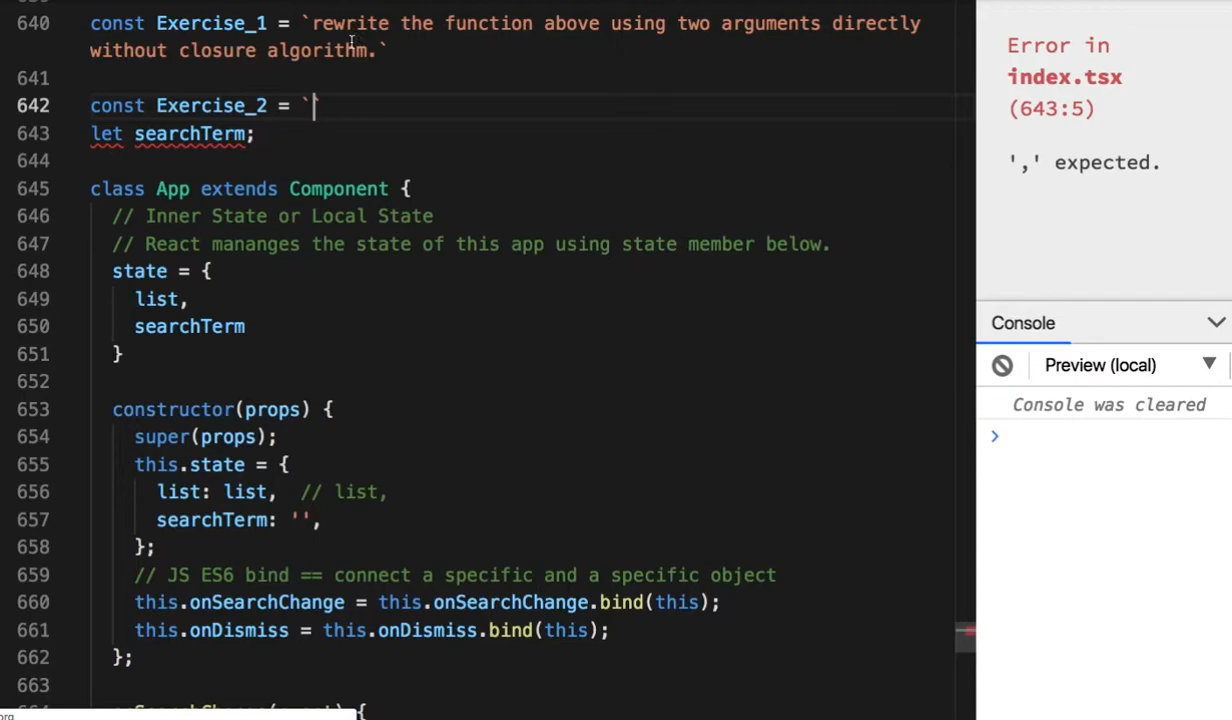 640 const Exercise_1 = `rewrite the function above using two arguments directly
without closure algorithm.`
641
642 const Exercise_2 = ``
643 let searchTerm;
644
645 class App extends Component {
646 // Inner State or Local State
647 // React mananges the state of this app using state member below.
648 state = {
649 list,
650 searchTerm
651 }
652
653 constructor(props) {
654 super(props);
655 this.state = {
656 list: list, // list,
657 searchTerm: '',
658 };
659 // JS ES6 bind == connect a specific and a specific object
660 this.onSearchChange = this.onSearchChange.bind(this);
661 this.onDismiss = this.onDismiss.bind(this);
662 };
663
Error in
index.tsx
(643:5)
',' expected.
Console
Preview (local)
Console was cleared